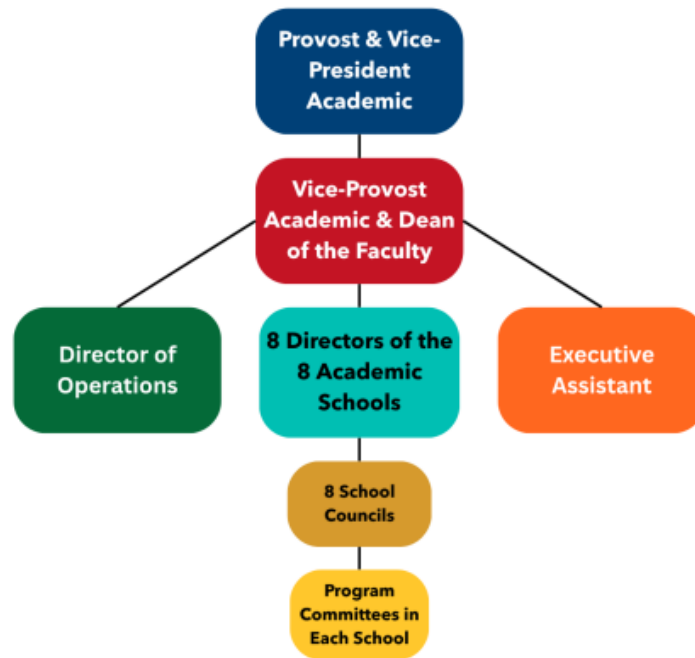 Provost & Vice-
President
Academic
Vice-Provost
Academic & Dean
of the Faculty
Director of
Operations
8 Directors of the
8 Academic
Schools
Executive
Assistant
8 School
Councils
Program
Committees in
Each School